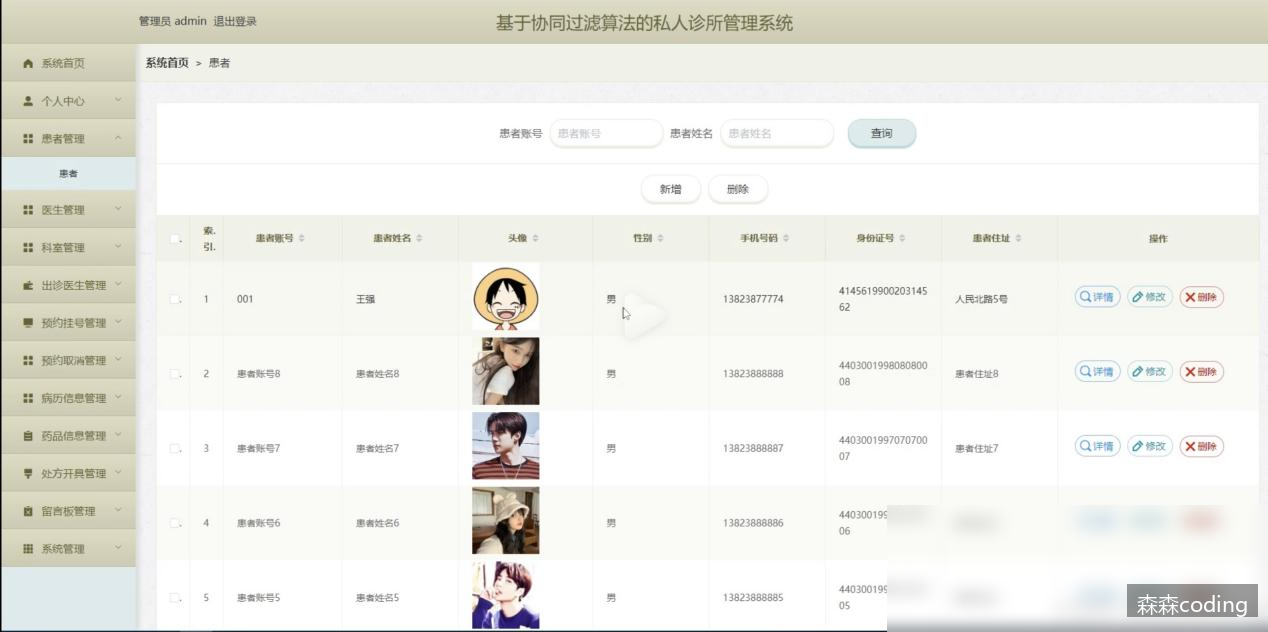 管理员 admin 退出登录
基于协同过滤算法的私人诊所管理系统
系统首页
个人中心
患者管理
患者
医生管理
科室管理
出诊医生管理
预约挂号管理
预约取消管理
病历信息管理
药品信息管理
处方开具管理
留言板管理
系统管理
系统首页 > 患者
患者账号 患者账号 患者姓名 患者姓名 查询
新增 删除
索. 患者账号 患者姓名 头像 性别 手机号码 身份证号 患者住址 操作
引.
1 001 王强 男 13823877774 4145619900203145 人民北路5号 详情 修改 删除
62
2 患者账号8 患者姓名8 男 13823888888 4403001998080800 患者住址8 详情 修改 删除
08
3 患者账号7 患者姓名7 男 13823888887 4403001997070700 患者住址7 详情 修改 删除
07
4 患者账号6 患者姓名6 男 13823888886 44030019
06
5 患者账号5 患者姓名5 男 13823888885 44030019
05
森森coding